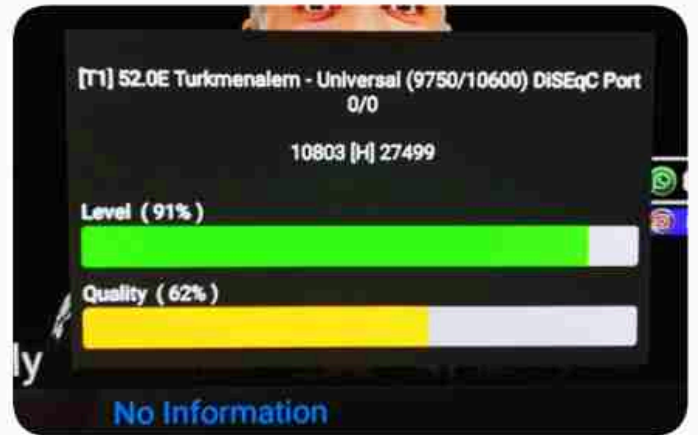 [T1] 52.0E Turkmenalem - Universal (9750/10600) DiSEqC Port
0/0
10803 [H] 27499
Level ( 91% )
Quality ( 62% )
ly
No Information